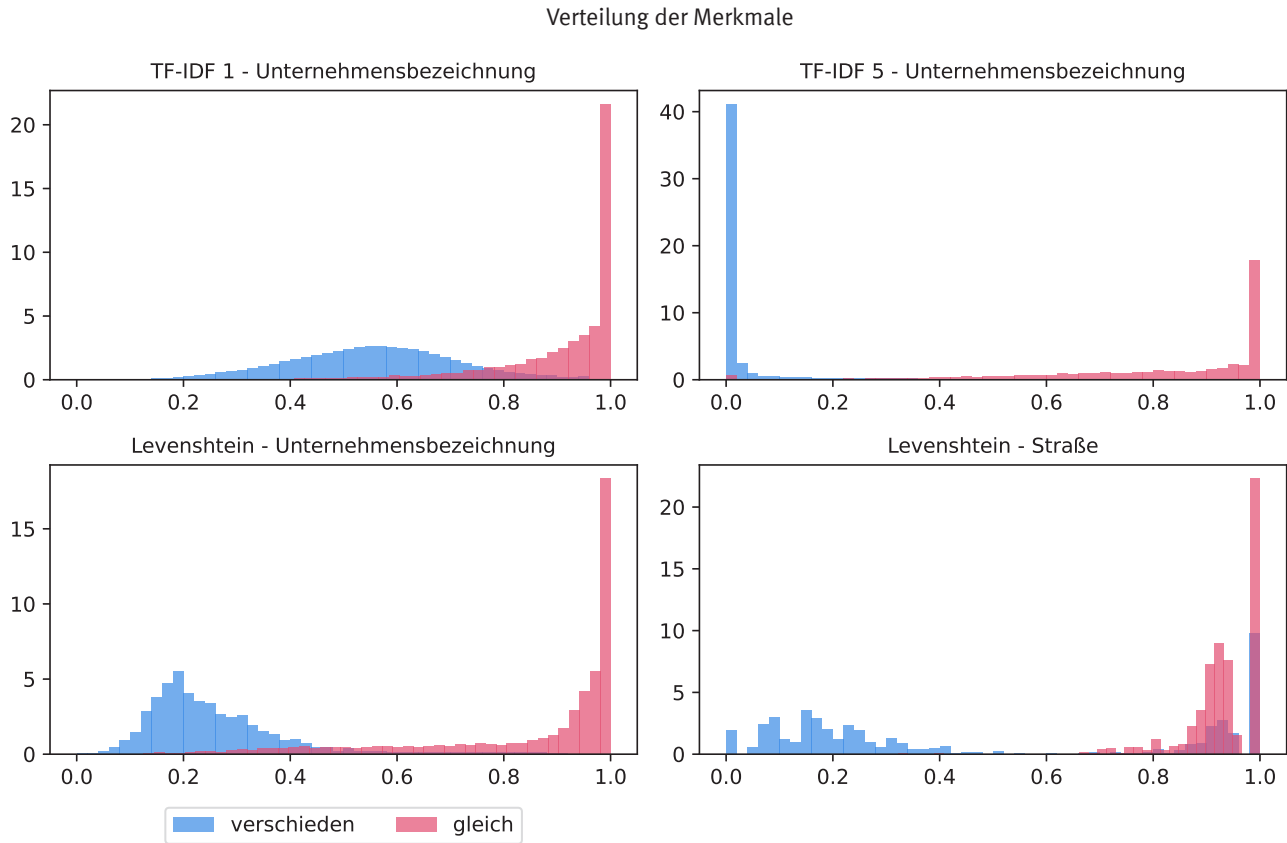 Verteilung der Merkmale
TF-IDF 1 - Unternehmensbezeichnung
20
15
10
5
0
0.0 0.2 0.4 0.6 0.8 1.0
TF-IDF 5 - Unternehmensbezeichnung
40
30
20
10
0
0.0 0.2 0.4 0.6 0.8 1.0
Levenshtein - Unternehmensbezeichnung
15
10
5
0
0.0 0.2 0.4 0.6 0.8 1.0
Levenshtein - Straße
20
15
10
5
0
0.0 0.2 0.4 0.6 0.8 1.0
verschieden gleich